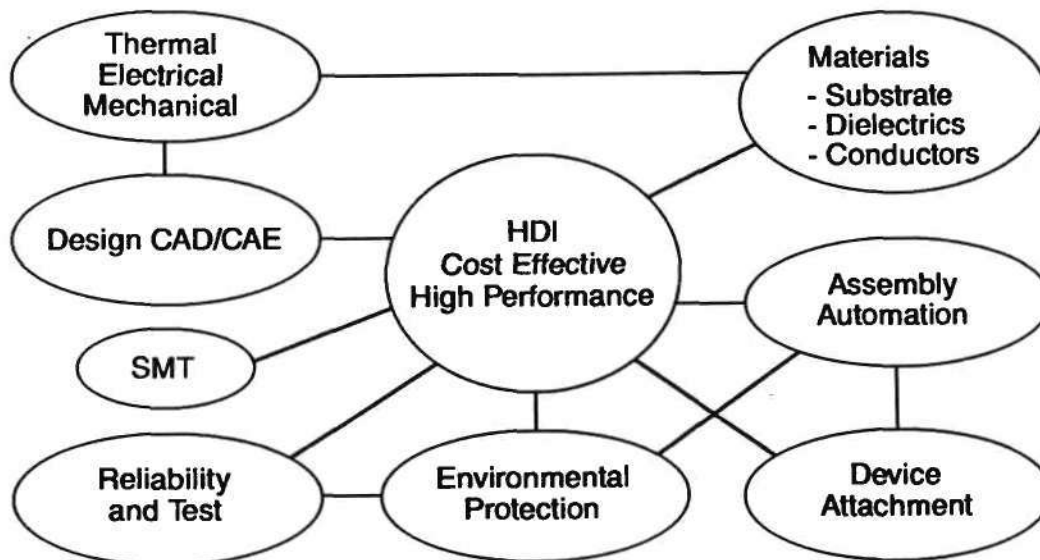 Thermal
Electrical
Mechanical
Materials
- Substrate
- Dielectrics
- Conductors
Design CAD/CAE
HDI
Cost Effective
High Performance
Assembly
Automation
SMT
Reliability
and Test
Environmental
Protection
Device
Attachment